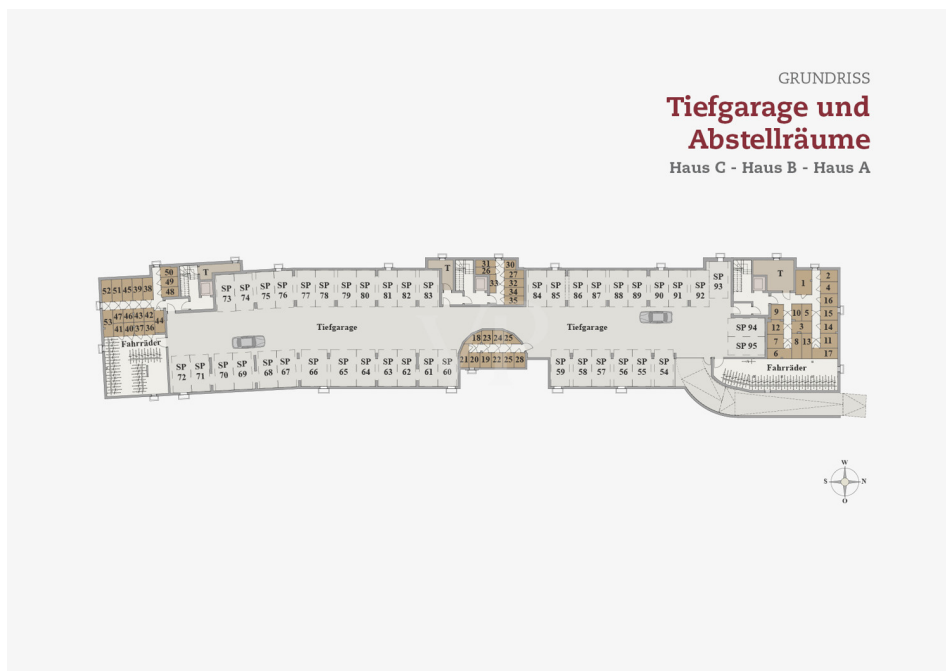 GRUNDRISS
Tiefgarage und
Abstellräume
Haus C - Haus B - Haus A
50
49
48
T
52 51 45 39 38
53 47 46 43 42 44
41 40 37 36
Fahrräder
SP 73
SP 74
SP 75
SP 76
SP 77
SP 78
SP 79
SP 80
SP 81
SP 82
SP 83
T
31
26
33
30
27
32
34
35
SP 84
SP 85
SP 86
SP 87
SP 88
SP 89
SP 90
SP 91
SP 92
SP 93
T
1
2
4
16
15
14
11
17
9
12
7
6
10 5
3
8 13
SP 94
SP 95
Tiefgarage
Tiefgarage
18 23 24 25
21 20 19 22 25 28
SP 72
SP 71
SP 70
SP 69
SP 68
SP 67
SP 66
SP 65
SP 64
SP 63
SP 62
SP 61
SP 60
SP 59
SP 58
SP 57
SP 56
SP 55
SP 54
Fahrräder
W
S N
O